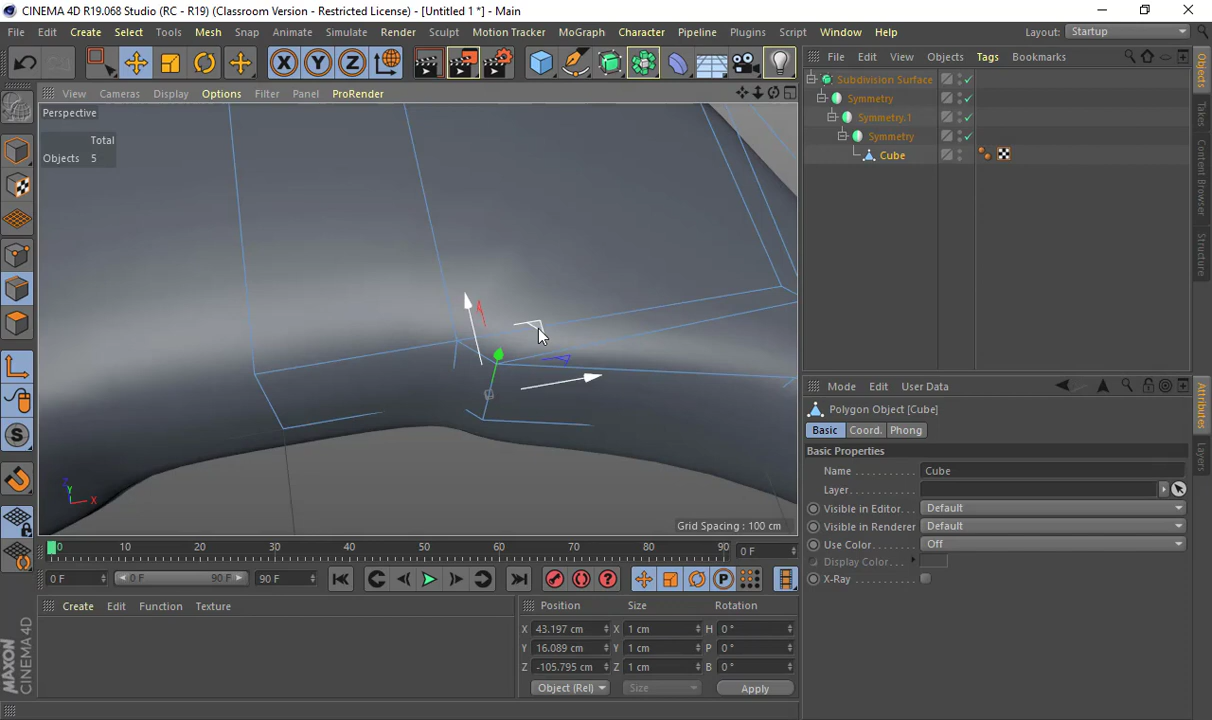 CINEMA 4D R19.068 Studio (RC - R19) (Classroom Version - Restricted License) - [Untitled 1 *] - Main
File Edit Create Select Tools Mesh Snap Animate Simulate Render Sculpt Motion Tracker MoGraph Character Pipeline Plugins Script Window Help Layout: Startup
X Y Z
File Edit View Objects Tags Bookmarks
View Cameras Display Options Filter Panel ProRender
Perspective
Total
Objects 5
Subdivision Surface
Symmetry
Symmetry.1
Symmetry
Cube
Objects
Takes
Content Browser
Structure
Mode Edit User Data
Polygon Object [Cube]
Basic Coord. Phong
Basic Properties
Name Cube
Layer
Visible in Editor Default
Visible in Renderer Default
Use Color Off
Display Color
X-Ray
Attributes
Layers
Z Y X
Grid Spacing : 100 cm
0 10 20 30 40 50 60 70 80 90 0 F
0 F 0 F 90 F 90 F
P
Create Edit Function Texture
Position Size Rotation
X 43.197 cm X 1 cm H 0 °
Y 16.089 cm Y 1 cm P 0 °
Z -105.795 cm Z 1 cm B 0 °
Object (Rel) Size Apply
MAXON CINEMA 4D